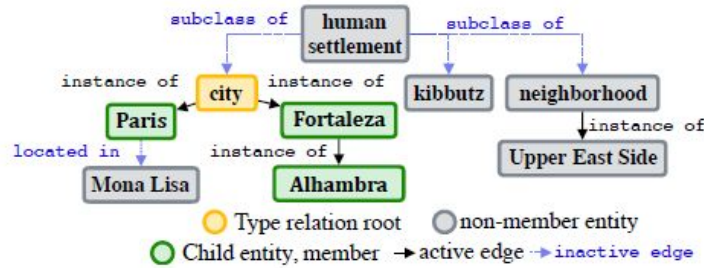 subclass of human settlement subclass of
instance of city instance of kibbutz neighborhood
Paris Fortaleza instance of
located in instance of Upper East Side
Mona Lisa Alhambra
Type relation root non-member entity
Child entity, member active edge inactive edge